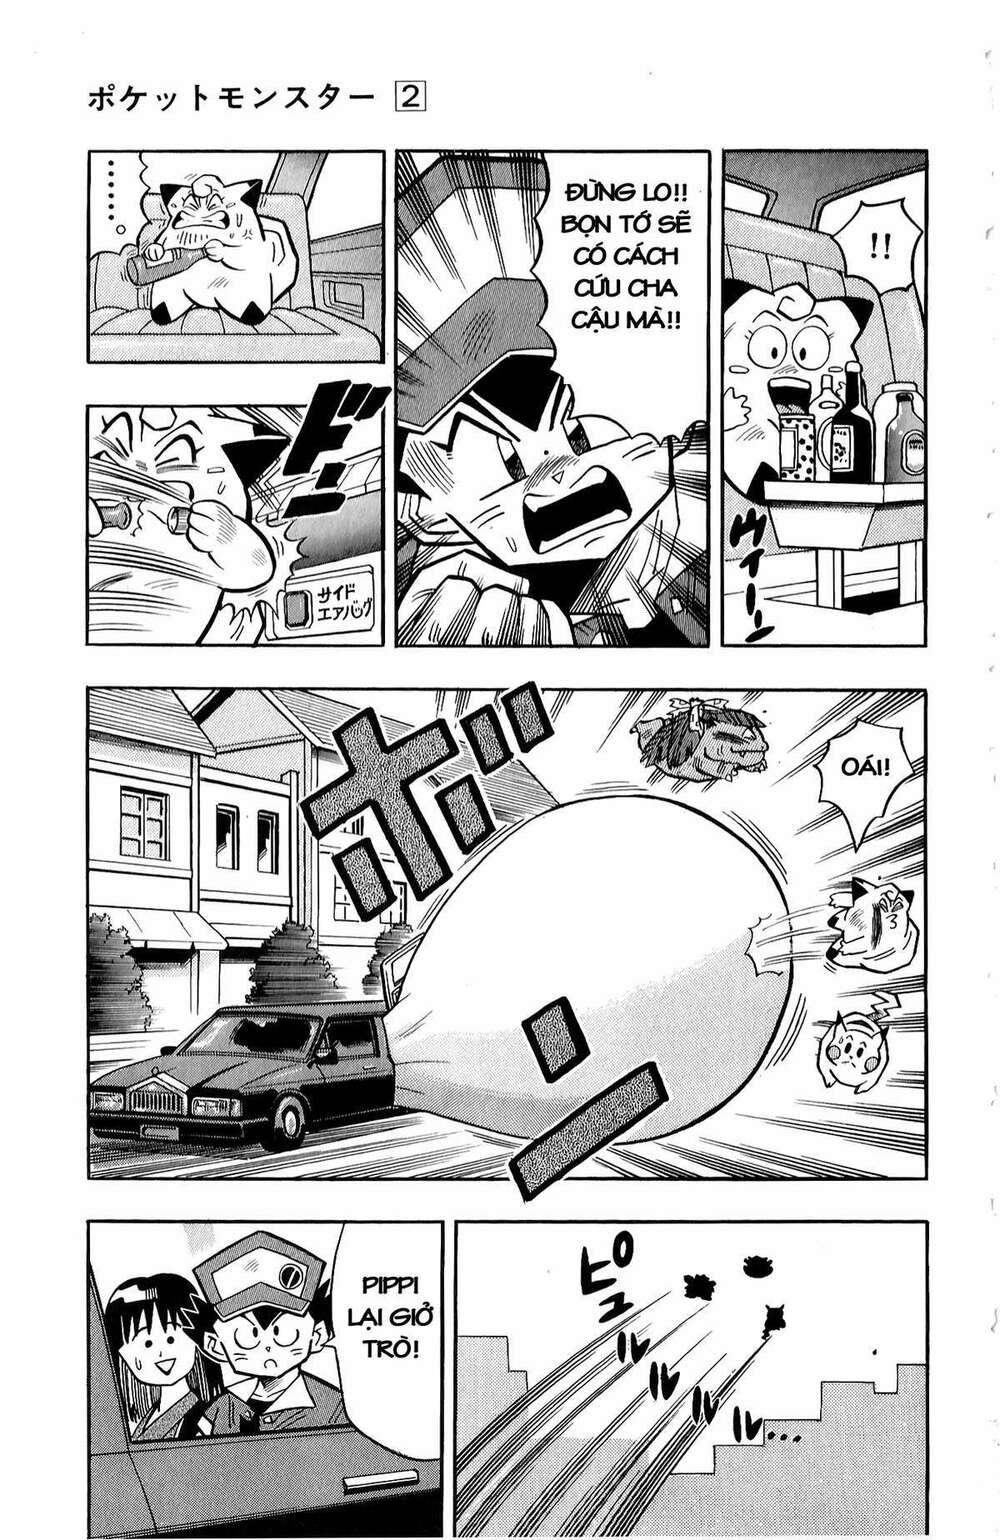 ポケットモンスター 2
!!
ウィーン
ĐỪNG LO!!
BỌN TỚ SẼ
CÓ CÁCH
CỨU CHA
CẬU MÀ!!
サイド
エアバッグ
ボン
OÁI!
ピュルルル…
PIPPI
LẠI GIỞ
TRÒ!